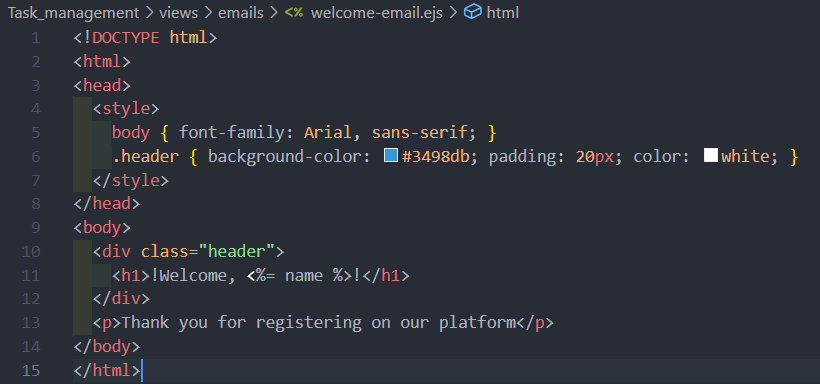 Task_management > views > emails > <% welcome-email.ejs > html
1 <!DOCTYPE html>
2 <html>
3 <head>
4 <style>
5 body { font-family: Arial, sans-serif; }
6 .header { background-color: #3498db; padding: 20px; color: white; }
7 </style>
8 </head>
9 <body>
10 <div class="header">
11 <h1>!Welcome, <%= name %>!</h1>
12 </div>
13 <p>Thank you for registering on our platform</p>
14 </body>
15 </html>